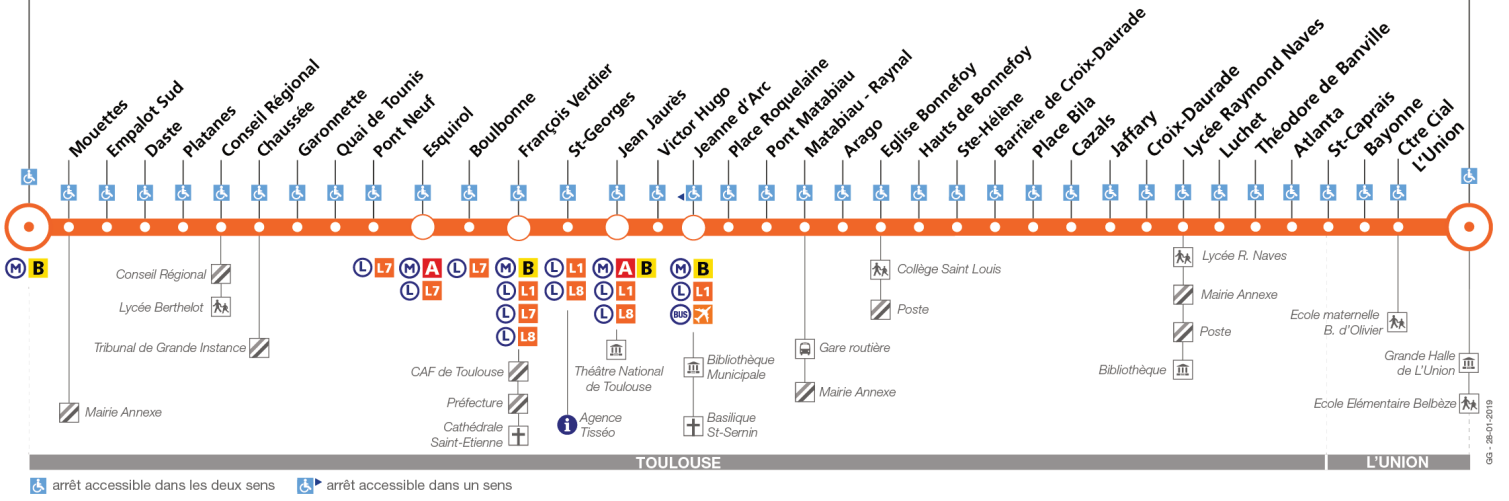 Mouettes
Empalot Sud
Daste
Platanes
Conseil Régional
Chaussée
Garonnette
Quai de Tounis
Pont Neuf
Esquirol
Boulbonne
François Verdier
St-Georges
Jean Jaurès
Victor Hugo
Jeanne d'Arc
Place Roquelaine
Pont Matabiau
Matabiau - Raynal
Arago
Eglise Bonnefoy
Hauts de Bonnefoy
Ste-Hélène
Barrière de Croix-Daurade
Place Bila
Cazals
Jaffary
Croix-Daurade
Lycée Raymond Naves
Luchet
Théodore de Banville
Atlanta
St-Caprais
Bayonne
Ctre Cial
L'Union
M B
Conseil Régional
Lycée Berthelot
Tribunal de Grande Instance
Mairie Annexe
L L7
M A
L L7
L L7
M B
L L1
L L7
L L8
CAF de Toulouse
Préfecture
Cathédrale
Saint-Etienne
L L1
L L8
Agence
Tisséo
M A B
L L1
L L8
Théâtre National
de Toulouse
M B
L L1
BUS
Bibliothèque
Municipale
Basilique
St-Sernin
Gare routière
Mairie Annexe
Collège Saint Louis
Poste
Lycée R. Naves
Mairie Annexe
Poste
Bibliothèque
Ecole maternelle
B. d'Olivier
Grande Halle
de L'Union
Ecole Elémentaire Belbèze
GG - 28-01-2019
TOULOUSE
L'UNION
arrêt accessible dans les deux sens
arrêt accessible dans un sens